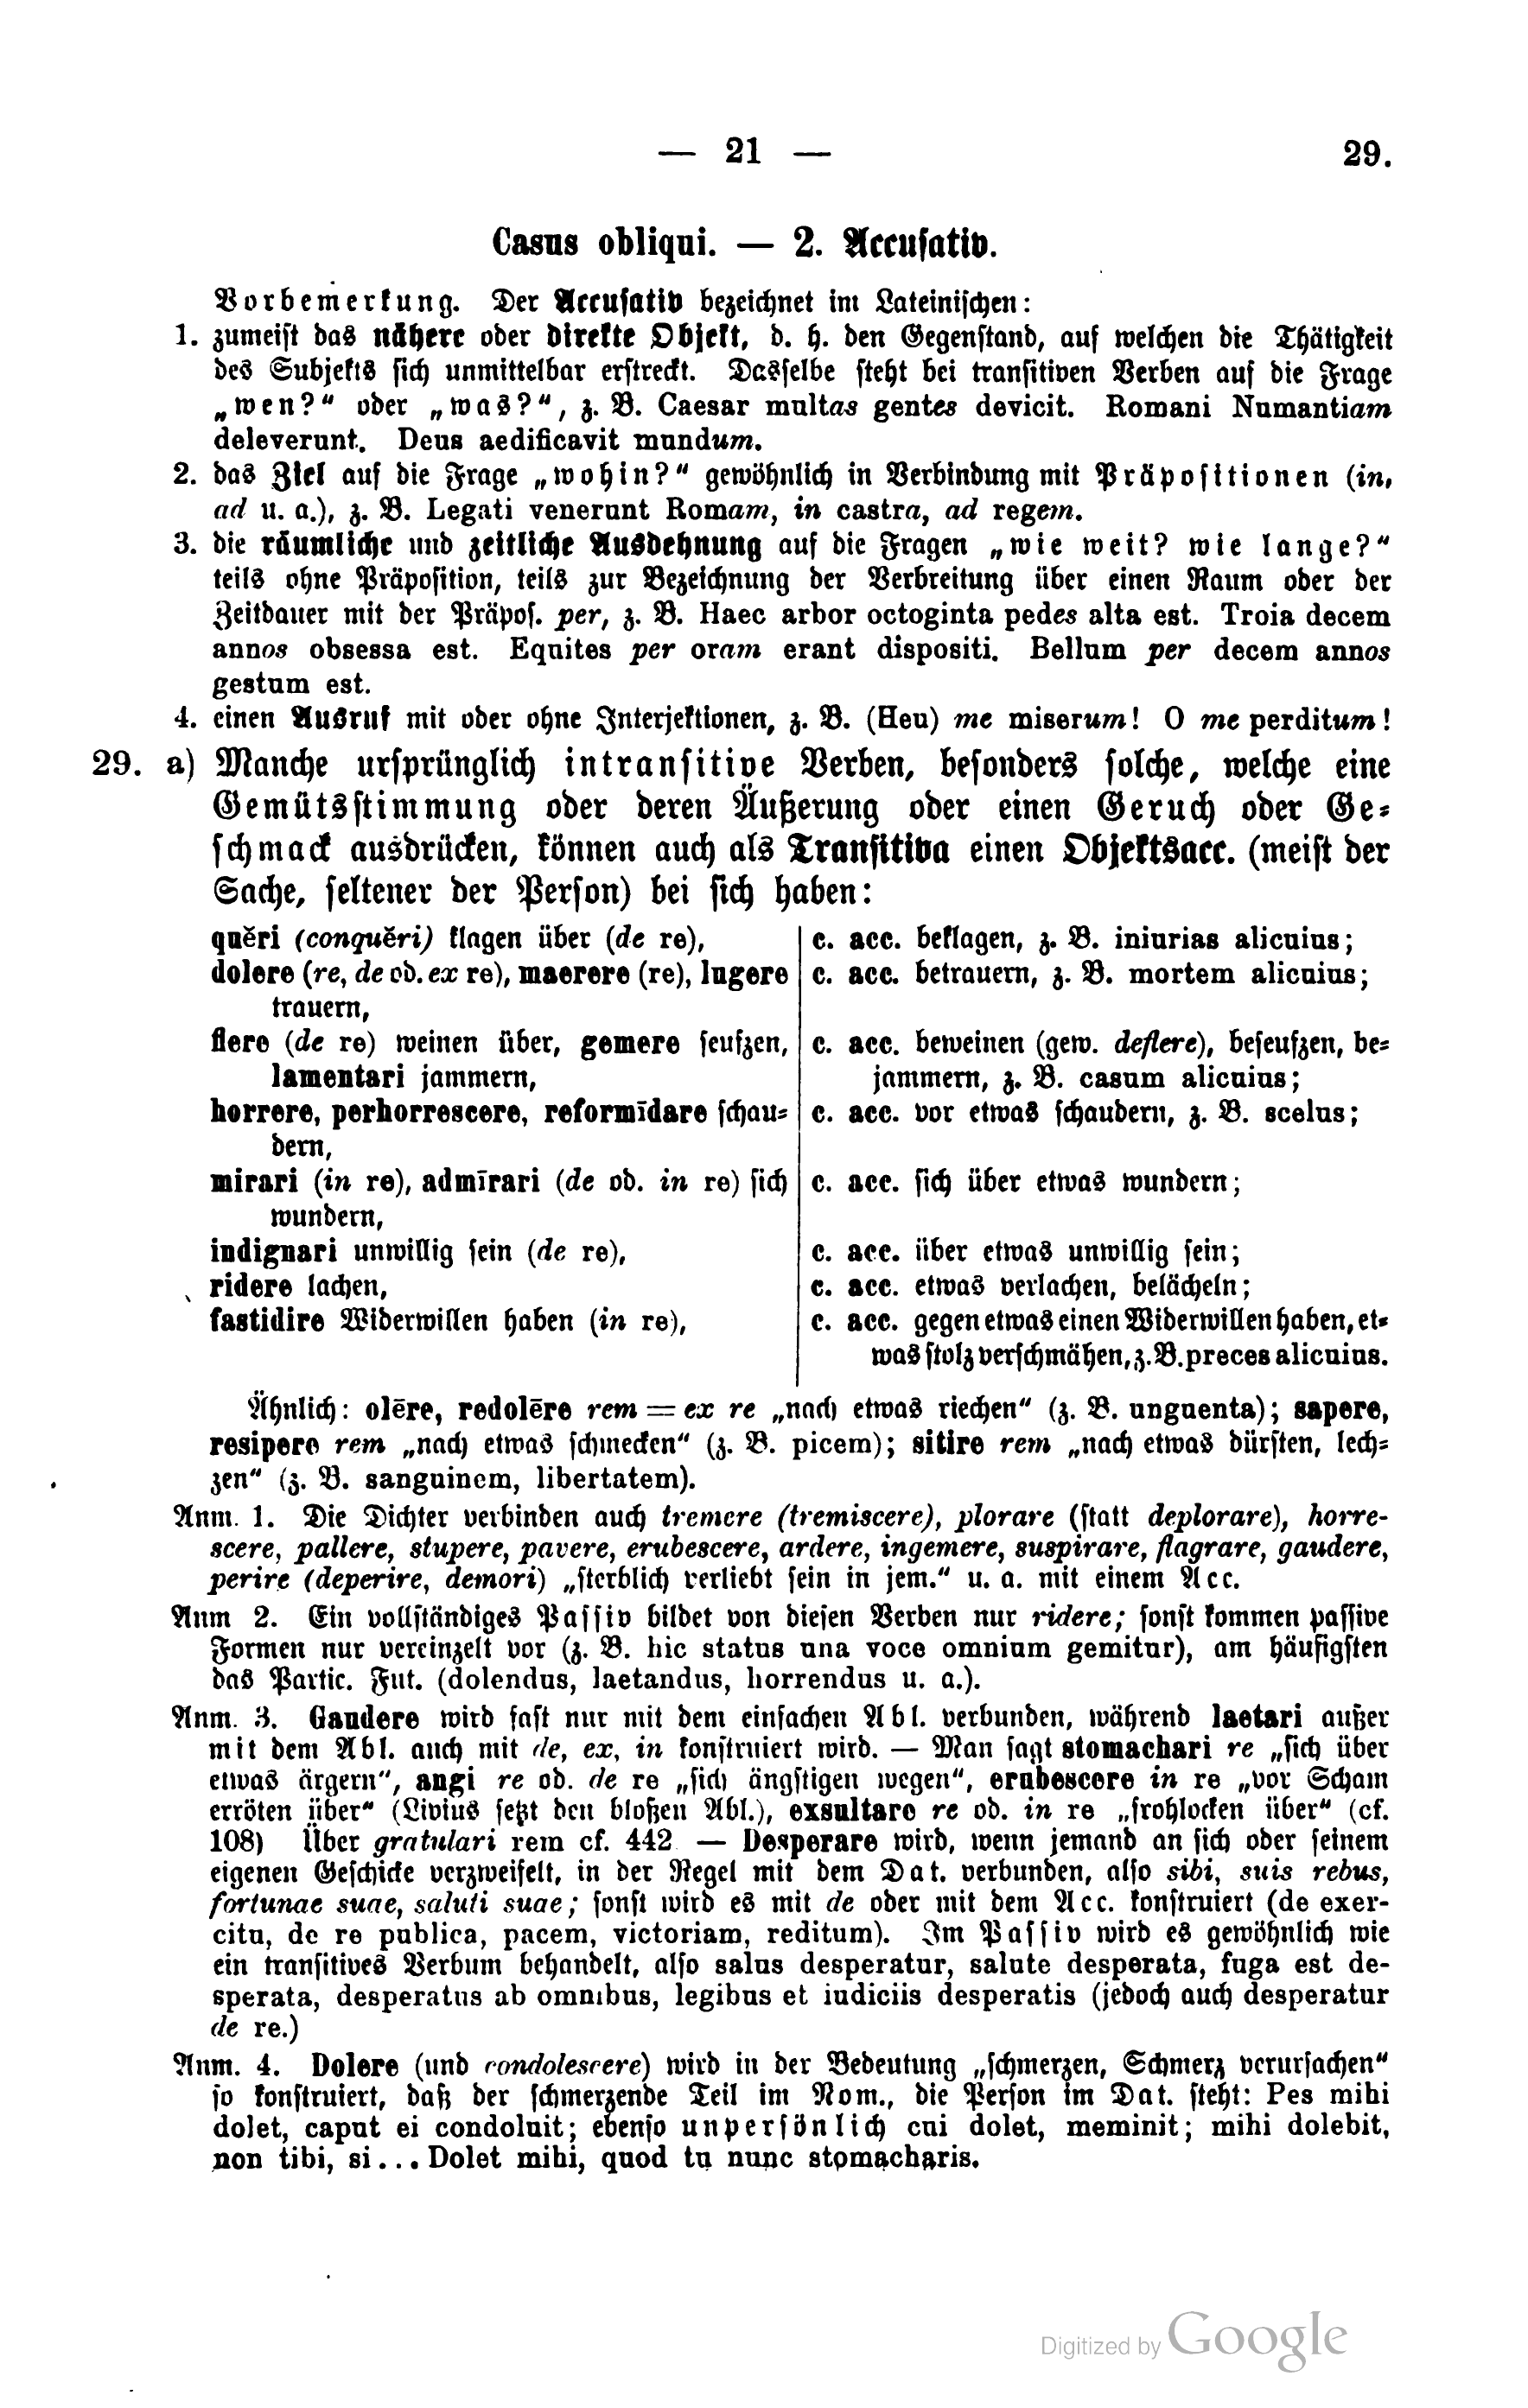 — 21 —
29.
Casus obliqui. — 2. Accusativ.
Vorbemerkung. Der Accusativ bezeichnet im Lateinischen:
1. zumeist das nähere oder direkte Objekt, d. h. den Gegenstand, auf welchen die Thätigkeit
des Subjekts sich unmittelbar erstreckt. Dasselbe steht bei transitiven Verben auf die Frage
„wen?" oder „was?", z. B. Caesar multas gentes devicit. Romani Numantiam
deleverunt. Deus aedificavit mundum.
2. das Ziel auf die Frage „wohin?" gewöhnlich in Verbindung mit Präpositionen (in,
ad u. a.), z. B. Legati venerunt Romam, in castra, ad regem.
3. die räumliche und zeitliche Ausdehnung auf die Fragen „wie weit? wie lange?"
teils ohne Präposition, teils zur Bezeichnung der Verbreitung über einen Raum oder der
Zeitdauer mit der Präpos. per, z. B. Haec arbor octoginta pedes alta est. Troia decem
annos obsessa est. Equites per oram erant dispositi. Bellum per decem annos
gestum est.
4. einen Ausruf mit oder ohne Interjektionen, z. B. (Heu) me miserum! O me perditum!
29. a) Manche ursprünglich intransitive Verben, besonders solche, welche eine
Gemütsstimmung oder deren Äußerung oder einen Geruch oder Ge-
schmack ausdrücken, können auch als Transitiva einen Objektsacc. (meist der
Sache, seltener der Person) bei sich haben:
quĕri (conquĕri) klagen über (de re), c. acc. beklagen, z. B. iniurias alicuius;
dolere (re, de od. ex re), maerere (re), lugere c. acc. betrauern, z. B. mortem alicuius;
trauern,
flere (de re) weinen über, gemere seufzen, c. acc. beweinen (gew. deflere), beseufzen, be-
lamentari jammern, jammern, z. B. casum alicuius;
horrere, perhorrescere, reformīdare schau- c. acc. vor etwas schaudern, z. B. scelus;
dern,
mirari (in re), admīrari (de od. in re) sich c. acc. sich über etwas wundern;
wundern,
indignari unwillig sein (de re), c. acc. über etwas unwillig sein;
ridere lachen, c. acc. etwas verlachen, belächeln;
fastidire Widerwillen haben (in re), c. acc. gegen etwas einen Widerwillen haben, et-
was stolz verschmähen, z. B. preces alicuius.
Ähnlich: olēre, redolēre rem = ex re „nach etwas riechen" (z. B. unguenta); sapere,
resipere rem „nach etwas schmecken" (z. B. picem); sitire rem „nach etwas dürsten, lech-
zen" (z. B. sanguinem, libertatem).
Anm. 1. Die Dichter verbinden auch tremere (tremiscere), plorare (statt deplorare), horre-
scere, pallere, stupere, pavere, erubescere, ardere, ingemere, suspirare, flagrare, gaudere,
perire (deperire, demori) „sterblich verliebt sein in jem." u. a. mit einem Acc.
Anm 2. Ein vollständiges Passiv bildet von diesen Verben nur ridere; sonst kommen passive
Formen nur vereinzelt vor (z. B. hic status una voce omnium gemitur), am häufigsten
das Partic. Fut. (dolendus, laetandus, horrendus u. a.).
Anm. 3. Gaudere wird fast nur mit dem einfachen Abl. verbunden, während laetari außer
mit dem Abl. auch mit de, ex, in konstruiert wird. — Man sagt stomachari re „sich über
etwas ärgern", angi re od. de re „sich ängstigen wegen", erubescere in re „vor Scham
erröten über" (Livius setzt den bloßen Abl.), exsultare re od. in re „frohlocken über" (cf.
108) Über gratulari rem cf. 442 — Desperare wird, wenn jemand an sich oder seinem
eigenen Geschicke verzweifelt, in der Regel mit dem Dat. verbunden, also sibi, suis rebus,
fortunae suae, saluti suae; sonst wird es mit de oder mit dem Acc. konstruiert (de exer-
citu, de re publica, pacem, victoriam, reditum). Im Passiv wird es gewöhnlich wie
ein transitives Verbum behandelt, also salus desperatur, salute desperata, fuga est de-
sperata, desperatus ab omnibus, legibus et iudiciis desperatis (jedoch auch desperatur
de re.)
Anm. 4. Dolere (und condolescere) wird in der Bedeutung „schmerzen, Schmerz verursachen"
so konstruiert, daß der schmerzende Teil im Nom., die Person im Dat. steht: Pes mihi
dolet, caput ei condoluit; ebenso unpersönlich cui dolet, meminit; mihi dolebit,
non tibi, si... Dolet mihi, quod tu nunc stomacharis.
Digitized by Google